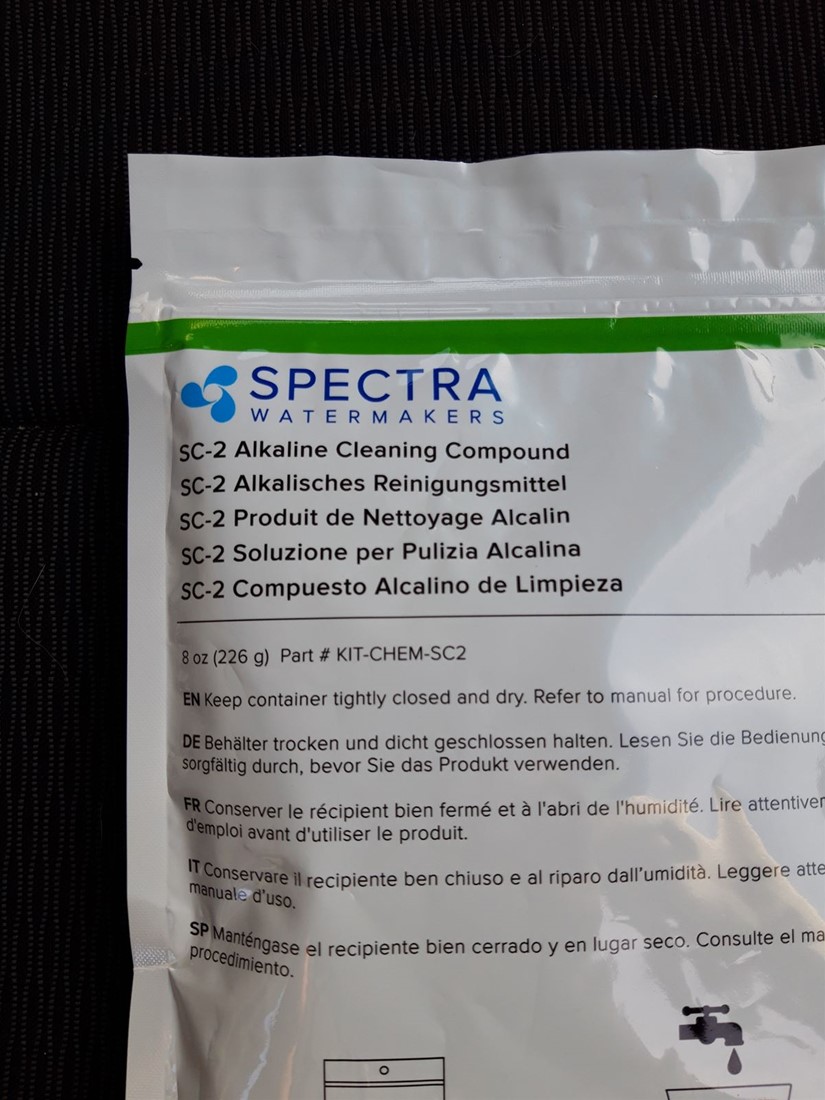 SPECTRA
WATERMAKERS
SC-2 Alkaline Cleaning Compound
SC-2 Alkalisches Reinigungsmittel
SC-2 Produit de Nettoyage Alcalin
SC-2 Soluzione per Pulizia Alcalina
SC-2 Compuesto Alcalino de Limpieza
8 oz (226 g) Part # KIT-CHEM-SC2
EN Keep container tightly closed and dry. Refer to manual for procedure.
DE Behälter trocken und dicht geschlossen halten. Lesen Sie die Bedienung
sorgfältig durch, bevor Sie das Produkt verwenden.
FR Conserver le récipient bien fermé et à l'abri de l'humidité. Lire attentiver
d'emploi avant d'utiliser le produit.
IT Conservare il recipiente ben chiuso e al riparo dall'umidità. Leggere atte
manuale d'uso.
SP Manténgase el recipiente bien cerrado y en lugar seco. Consulte el ma
procedimiento.